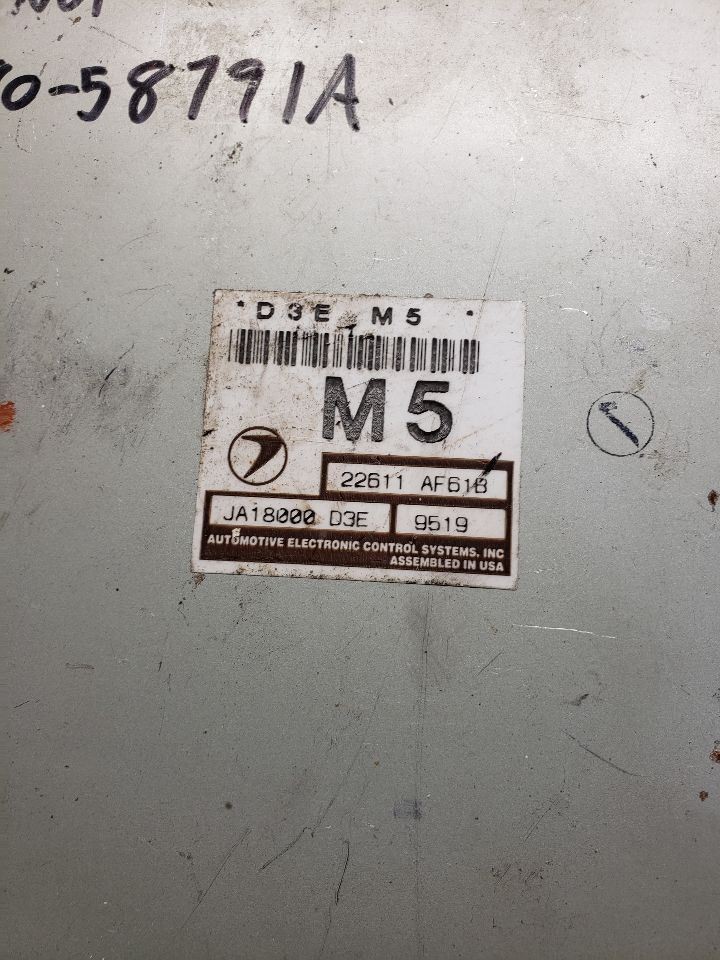 0-58791A
D3E M5
M5
22611 AF61B
JA18000 D3E 9519
AUTOMOTIVE ELECTRONIC CONTROL SYSTEMS, INC
ASSEMBLED IN USA